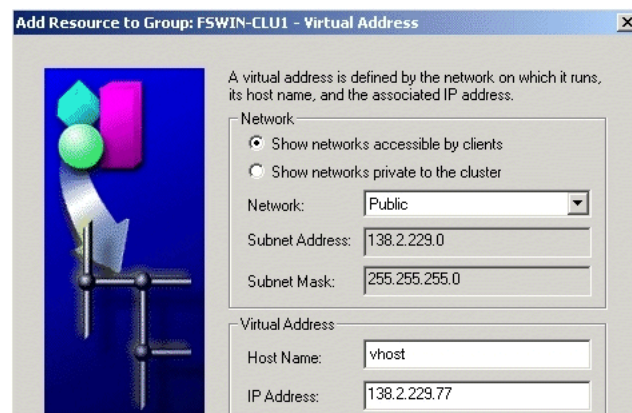 Add Resource to Group: FSWIN-CLU1 - Virtual Address
A virtual address is defined by the network on which it runs,
its host name, and the associated IP address.
Network
Show networks accessible by clients
Show networks private to the cluster
Network: Public
Subnet Address: 138.2.229.0
Subnet Mask: 255.255.255.0
Virtual Address
Host Name: vhost
IP Address: 138.2.229.77